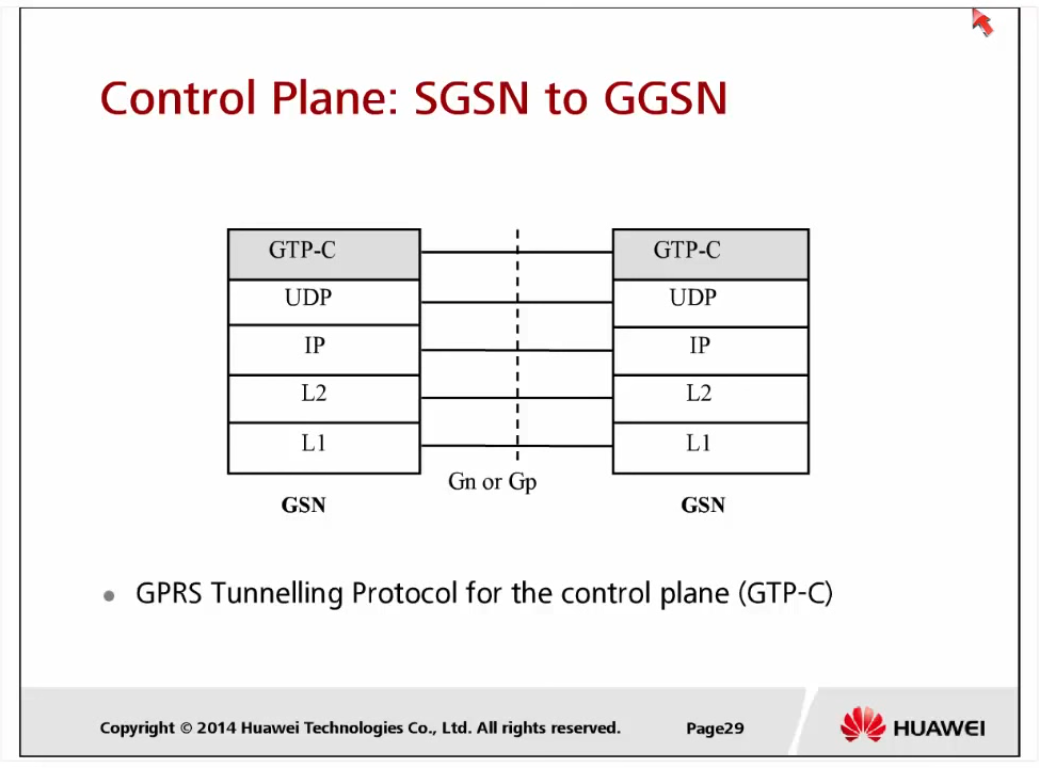 Control Plane: SGSN to GGSN
GTP-C GTP-C
UDP UDP
IP IP
L2 L2
L1 L1
Gn or Gp
GSN GSN
GPRS Tunnelling Protocol for the control plane (GTP-C)
Copyright © 2014 Huawei Technologies Co., Ltd. All rights reserved. Page29 HUAWEI